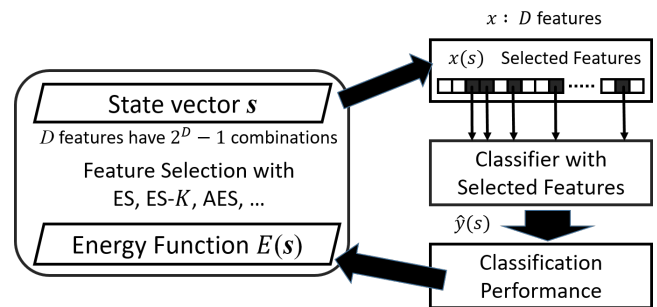 x : D features
x(s) Selected Features
State vector s
D features have 2^D − 1 combinations
Feature Selection with
ES, ES-K, AES, ...
Energy Function E(s)
Classifier with
Selected Features
ŷ(s)
Classification
Performance